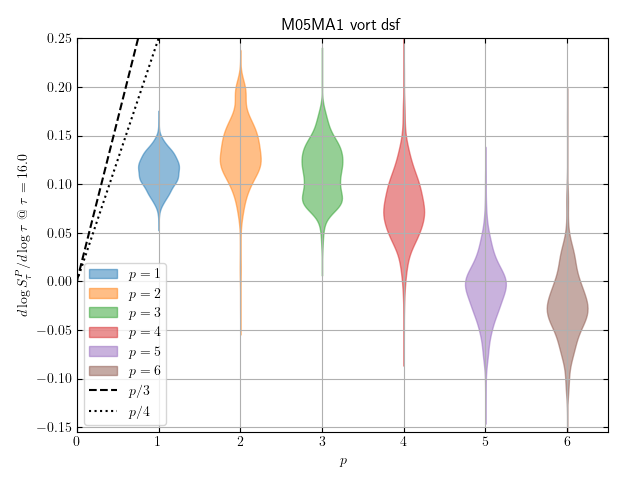 M05MA1 vort dsf
d log S_τ^P / d log τ @ τ = 16.0
0.25
0.20
0.15
0.10
0.05
0.00
−0.05
−0.10
−0.15
p = 1
p = 2
p = 3
p = 4
p = 5
p = 6
p/3
p/4
0 1 2 3 4 5 6
p